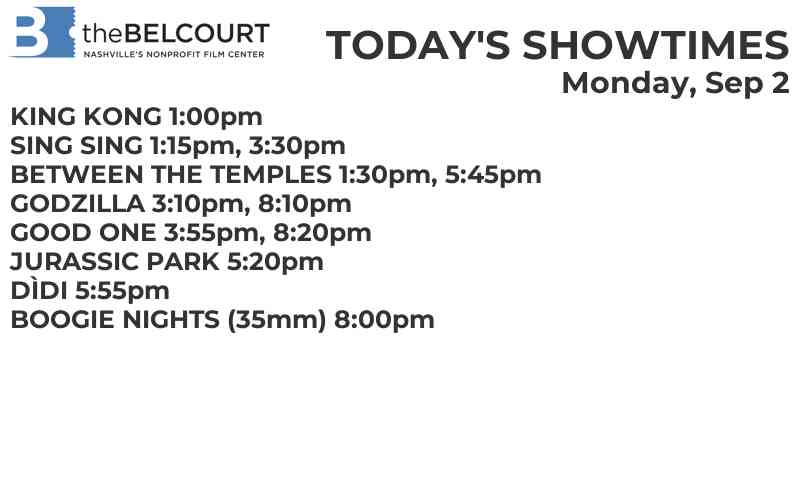 B theBELCOURT
NASHVILLE'S NONPROFIT FILM CENTER
TODAY'S SHOWTIMES
Monday, Sep 2
KING KONG 1:00pm
SING SING 1:15pm, 3:30pm
BETWEEN THE TEMPLES 1:30pm, 5:45pm
GODZILLA 3:10pm, 8:10pm
GOOD ONE 3:55pm, 8:20pm
JURASSIC PARK 5:20pm
DÌDI 5:55pm
BOOGIE NIGHTS (35mm) 8:00pm